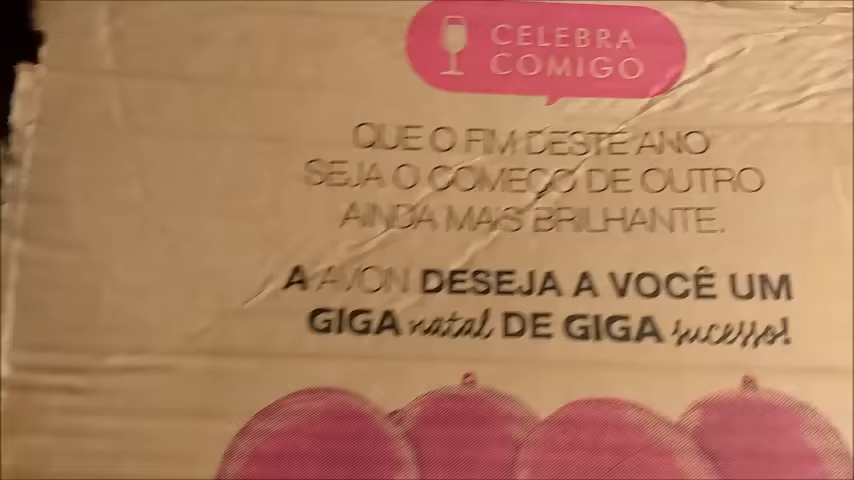 CELEBRA
COMIGO
QUE O FIM DESTE ANO
SEJA O COMEÇO DE OUTRO
AINDA MAIS BRILHANTE.
A AVON DESEJA A VOCÊ UM
GIGA natal DE GIGA sucesso!